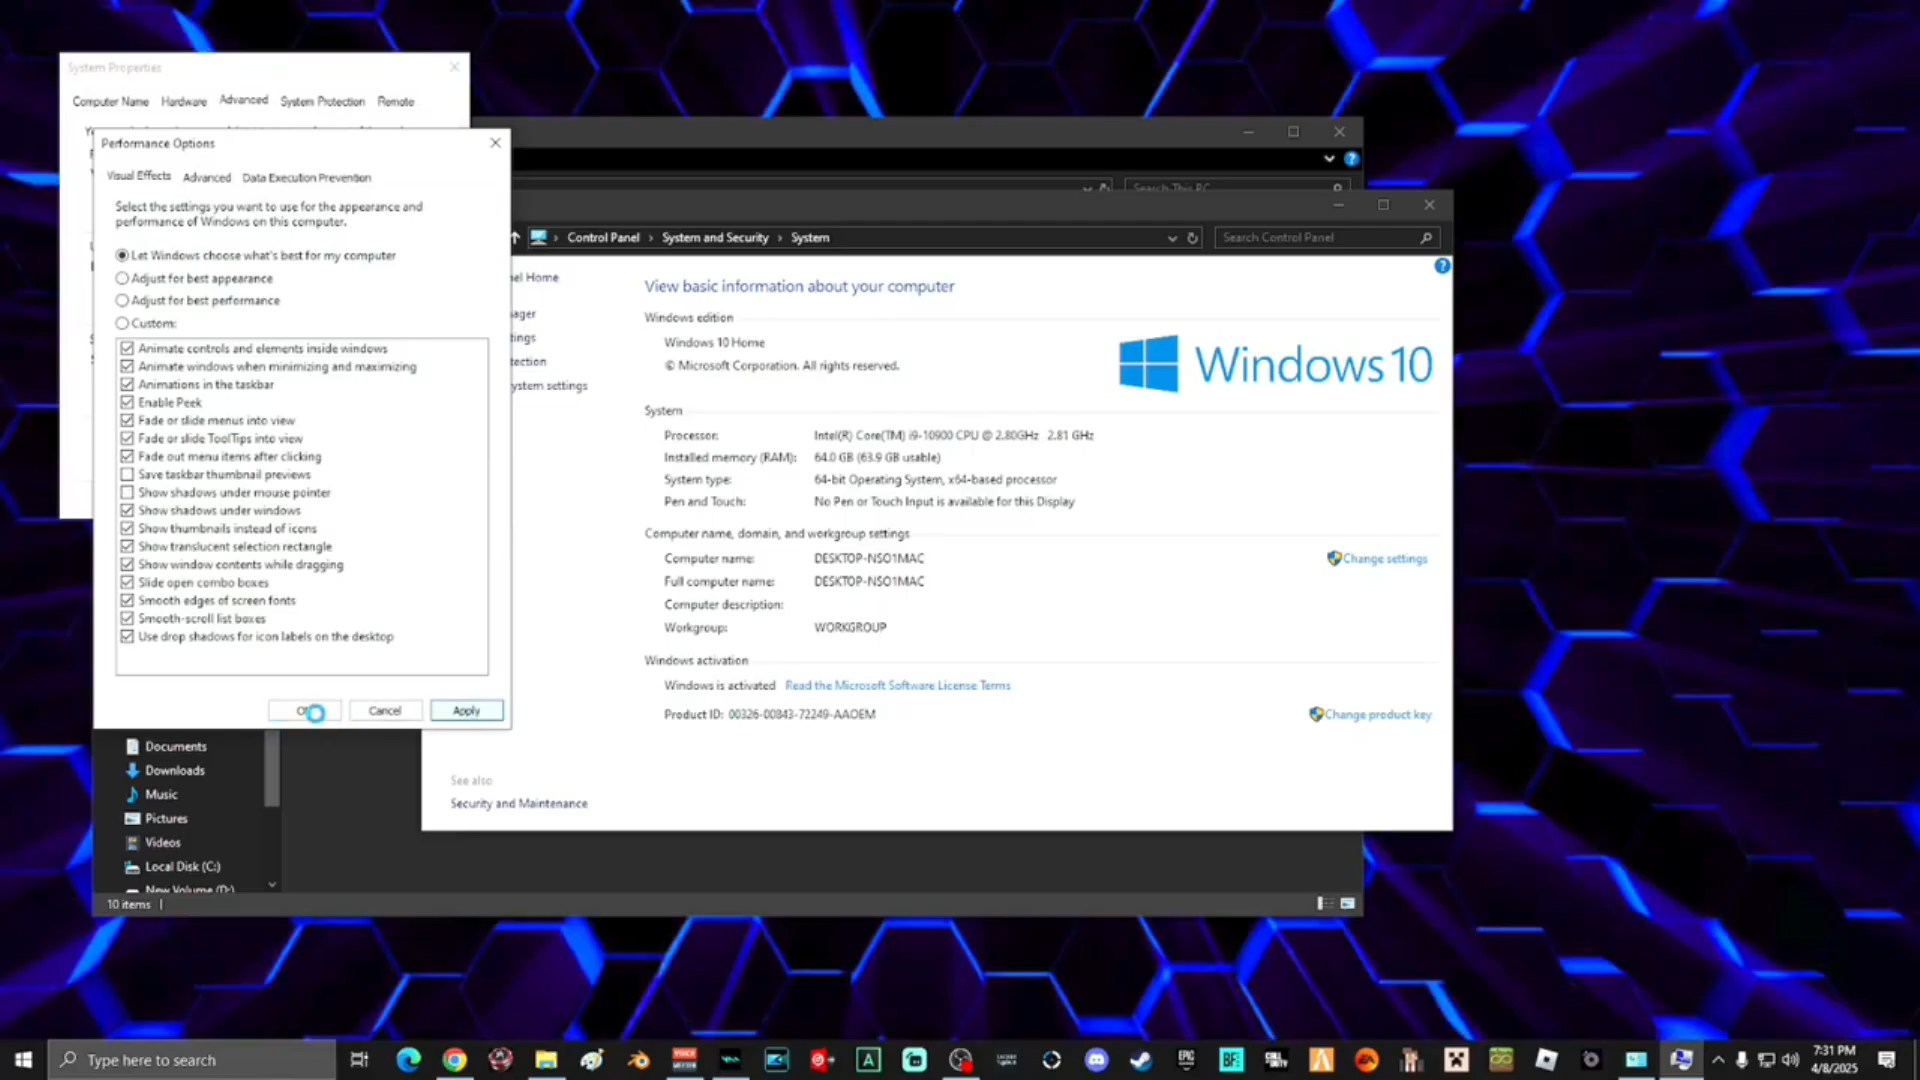 System Properties
Computer Name Hardware Advanced System Protection Remote
Performance Options
Visual Effects Advanced Data Execution Prevention
Select the settings you want to use for the appearance and
performance of Windows on this computer.
Let Windows choose what's best for my computer
Adjust for best appearance
Adjust for best performance
Custom:
Animate controls and elements inside windows
Animate windows when minimizing and maximizing
Animations in the taskbar
Enable Peek
Fade or slide menus into view
Fade or slide ToolTips into view
Fade out menu items after clicking
Save taskbar thumbnail previews
Show shadows under mouse pointer
Show shadows under windows
Show thumbnails instead of icons
Show translucent selection rectangle
Show window contents while dragging
Slide open combo boxes
Smooth edges of screen fonts
Smooth-scroll list boxes
Use drop shadows for icon labels on the desktop
Cancel Apply
Search This PC
Control Panel > System and Security > System
Search Control Panel
Home
View basic information about your computer
Windows edition
Windows 10 Home
© Microsoft Corporation. All rights reserved.
Windows 10
System
Processor: Intel(R) Core(TM) i9-10900 CPU @ 2.80GHz 2.81 GHz
Installed memory (RAM): 64.0 GB (63.9 GB usable)
System type: 64-bit Operating System, x64-based processor
Pen and Touch: No Pen or Touch Input is available for this Display
Computer name, domain, and workgroup settings
Computer name: DESKTOP-NSO1MAC
Change settings
Full computer name: DESKTOP-NSO1MAC
Computer description:
Workgroup: WORKGROUP
Windows activation
Windows is activated Read the Microsoft Software License Terms
Product ID: 00326-00843-72249-AAOEM
Change product key
See also
Security and Maintenance
Documents
Downloads
Music
Pictures
Videos
Local Disk (C:)
New Volume (D:)
10 items
Type here to search
7:31 PM
4/8/2025